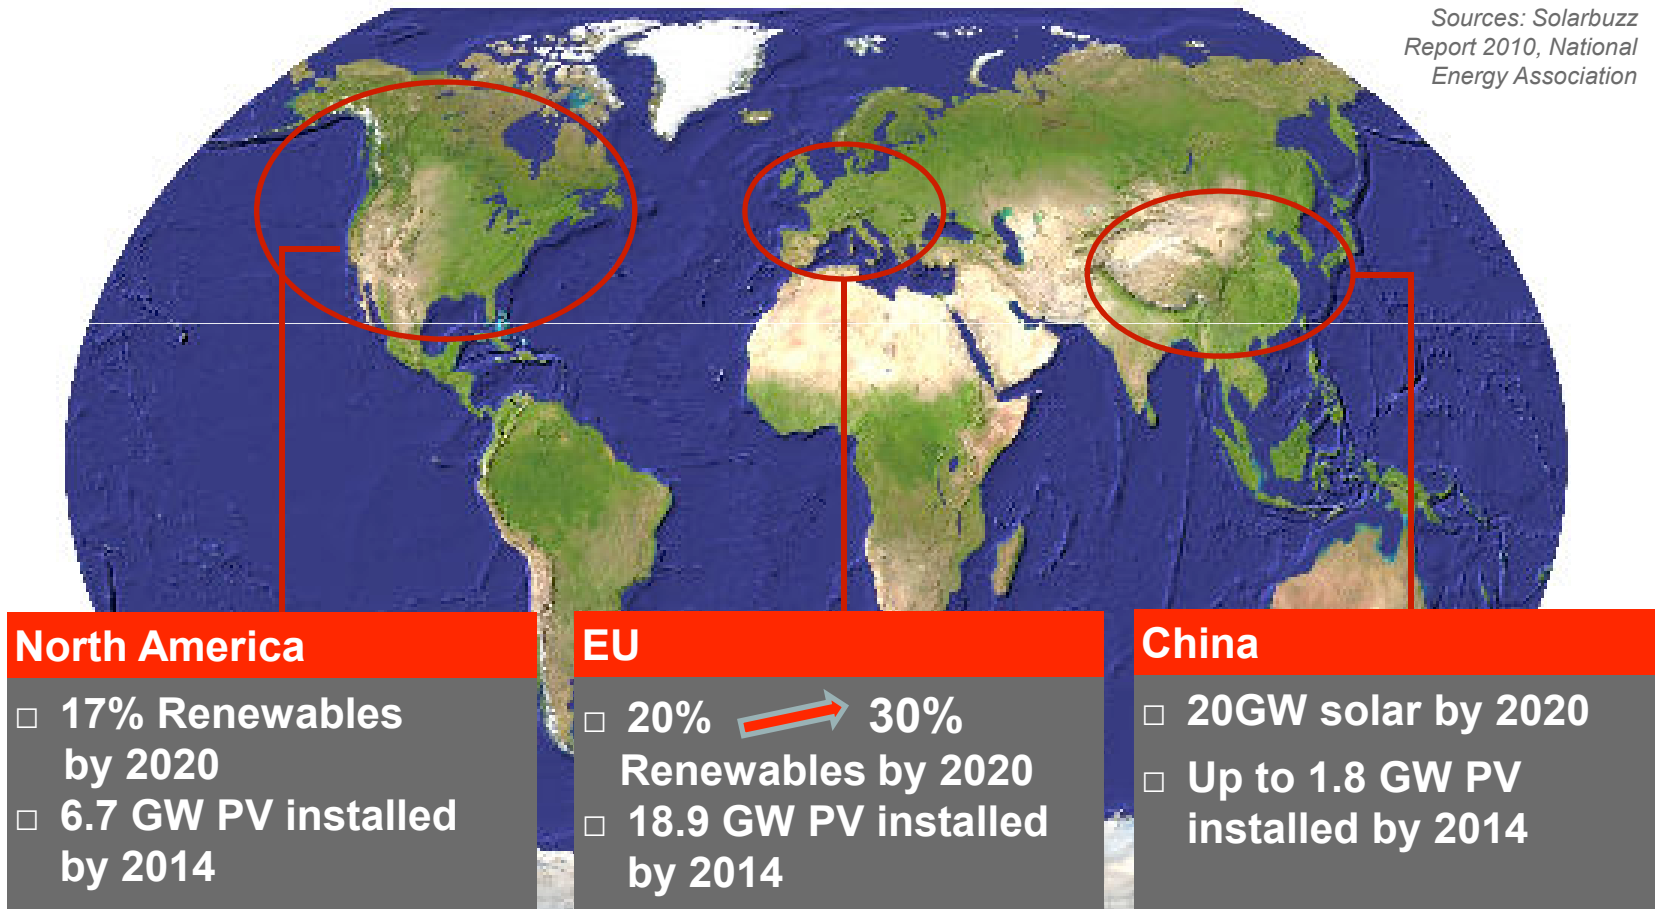 Sources: Solarbuzz
Report 2010, National
Energy Association
North America
□ 17% Renewables
by 2020
□ 6.7 GW PV installed
by 2014
EU
□ 20% 30%
Renewables by 2020
□ 18.9 GW PV installed
by 2014
China
□ 20GW solar by 2020
□ Up to 1.8 GW PV
installed by 2014